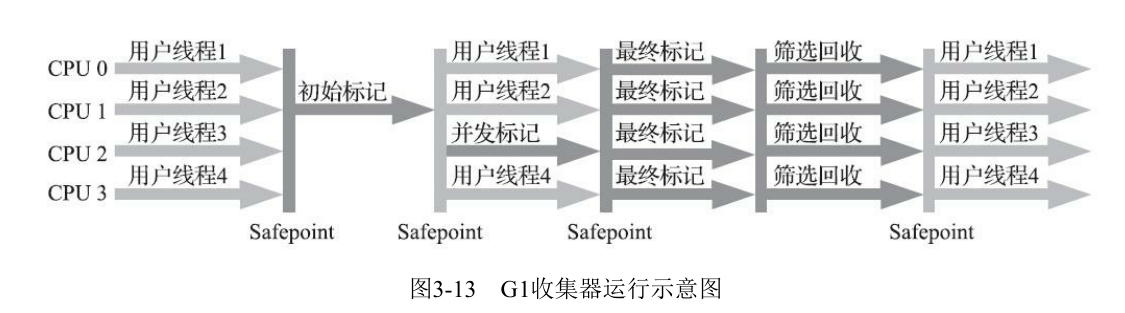 用户线程1 用户线程1 最终标记 筛选回收 用户线程1
CPU 0
用户线程2 初始标记 用户线程2 最终标记 筛选回收 用户线程2
CPU 1
用户线程3 并发标记 最终标记 筛选回收 用户线程3
CPU 2
用户线程4 用户线程4 最终标记 筛选回收 用户线程4
CPU 3
Safepoint Safepoint Safepoint Safepoint
图3-13 G1收集器运行示意图